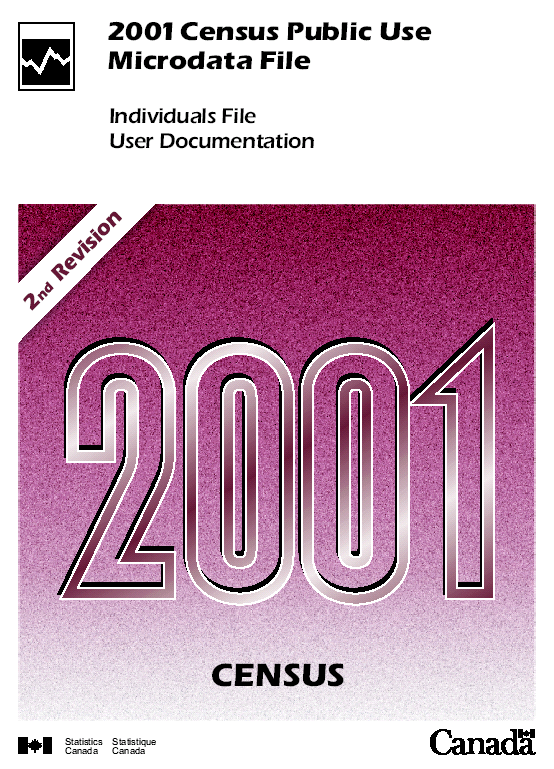 2001 Census Public Use
Microdata File
Individuals File
User Documentation
2nd Revision
2001
CENSUS
Statistics Canada
Statistique Canada
Canada